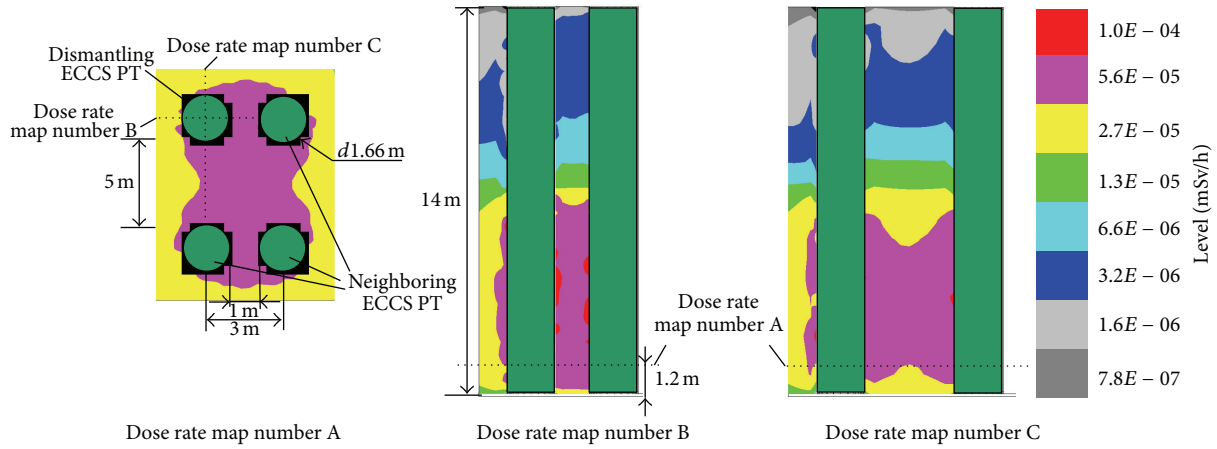 Dose rate map number C
Dismantling
ECCS PT
Dose rate
map number B
d1.66 m
5 m
Neighboring
ECCS PT
1 m
3 m
Dose rate map number A
14 m
1.2 m
Dose rate map number B
Dose rate
map number A
Dose rate map number C
1.0E − 04
5.6E − 05
2.7E − 05
1.3E − 05
6.6E − 06
3.2E − 06
1.6E − 06
7.8E − 07
Level (mSv/h)